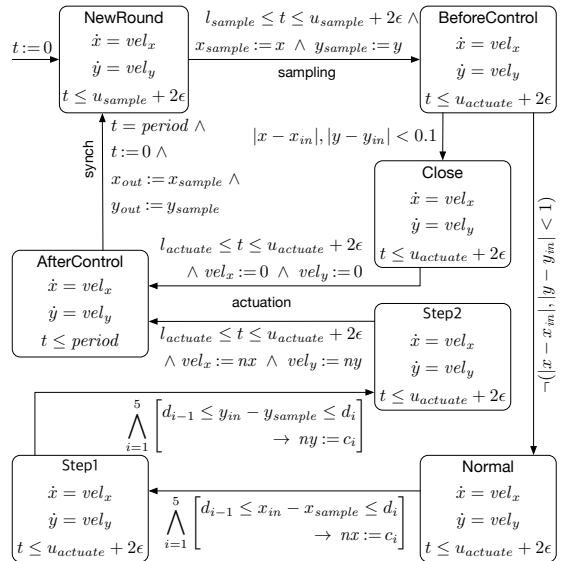 t := 0
NewRound
ẋ = vel_x
ẏ = vel_y
t ≤ u_sample + 2ϵ
l_sample ≤ t ≤ u_sample + 2ϵ ∧
x_sample := x ∧ y_sample := y
sampling
BeforeControl
ẋ = vel_x
ẏ = vel_y
t ≤ u_actuate + 2ϵ
synch
t = period ∧
t := 0 ∧
x_out := x_sample ∧
y_out := y_sample
|x − x_in|, |y − y_in| < 0.1
Close
ẋ = vel_x
ẏ = vel_y
t ≤ u_actuate + 2ϵ
¬(|x − x_in|, |y − y_in| < 1)
l_actuate ≤ t ≤ u_actuate + 2ϵ
∧ vel_x := 0 ∧ vel_y := 0
actuation
AfterControl
ẋ = vel_x
ẏ = vel_y
t ≤ period
l_actuate ≤ t ≤ u_actuate + 2ϵ
∧ vel_x := nx ∧ vel_y := ny
Step2
ẋ = vel_x
ẏ = vel_y
t ≤ u_actuate + 2ϵ
5
⋀ [d_{i−1} ≤ y_in − y_sample ≤ d_i
i=1 → ny := c_i]
Step1
ẋ = vel_x
ẏ = vel_y
t ≤ u_actuate + 2ϵ
5
⋀ [d_{i−1} ≤ x_in − x_sample ≤ d_i
i=1 → nx := c_i]
Normal
ẋ = vel_x
ẏ = vel_y
t ≤ u_actuate + 2ϵ